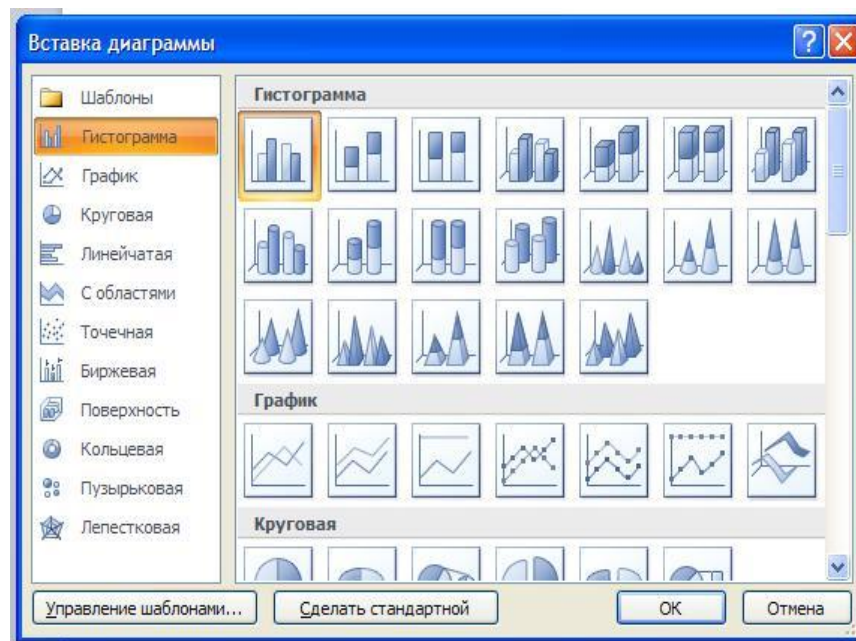 Вставка диаграммы
Шаблоны
Гистограмма
График
Круговая
Линейчатая
С областями
Точечная
Биржевая
Поверхность
Кольцевая
Пузырьковая
Лепестковая
Гистограмма
График
Круговая
Управление шаблонами...
Сделать стандартной
ОК
Отмена